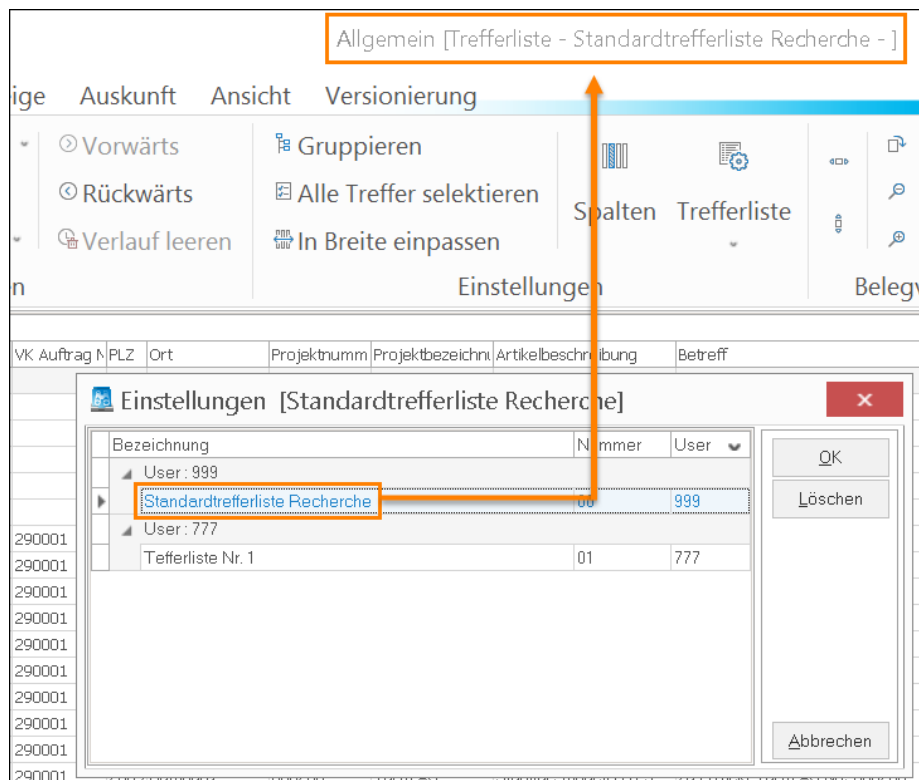 Allgemein [Trefferliste - Standardtrefferliste Recherche - ]
ige Auskunft Ansicht Versionierung
Vorwärts Gruppieren
Rückwärts Alle Treffer selektieren Spalten Trefferliste
Verlauf leeren In Breite einpassen
n Einstellungen Belegv
VK Auftrag N PLZ Ort Projektnumm Projektbezeichnu Artikelbeschreibung Betreff
Einstellungen [Standardtrefferliste Recherche]
Bezeichnung Nummer User
OK
User : 999
Standardtrefferliste Recherche 00 999
Löschen
User : 777
290001
Tefferliste Nr. 1 01 777
290001
290001
290001
290001
290001
290001
290001
290001
Abbrechen
290001